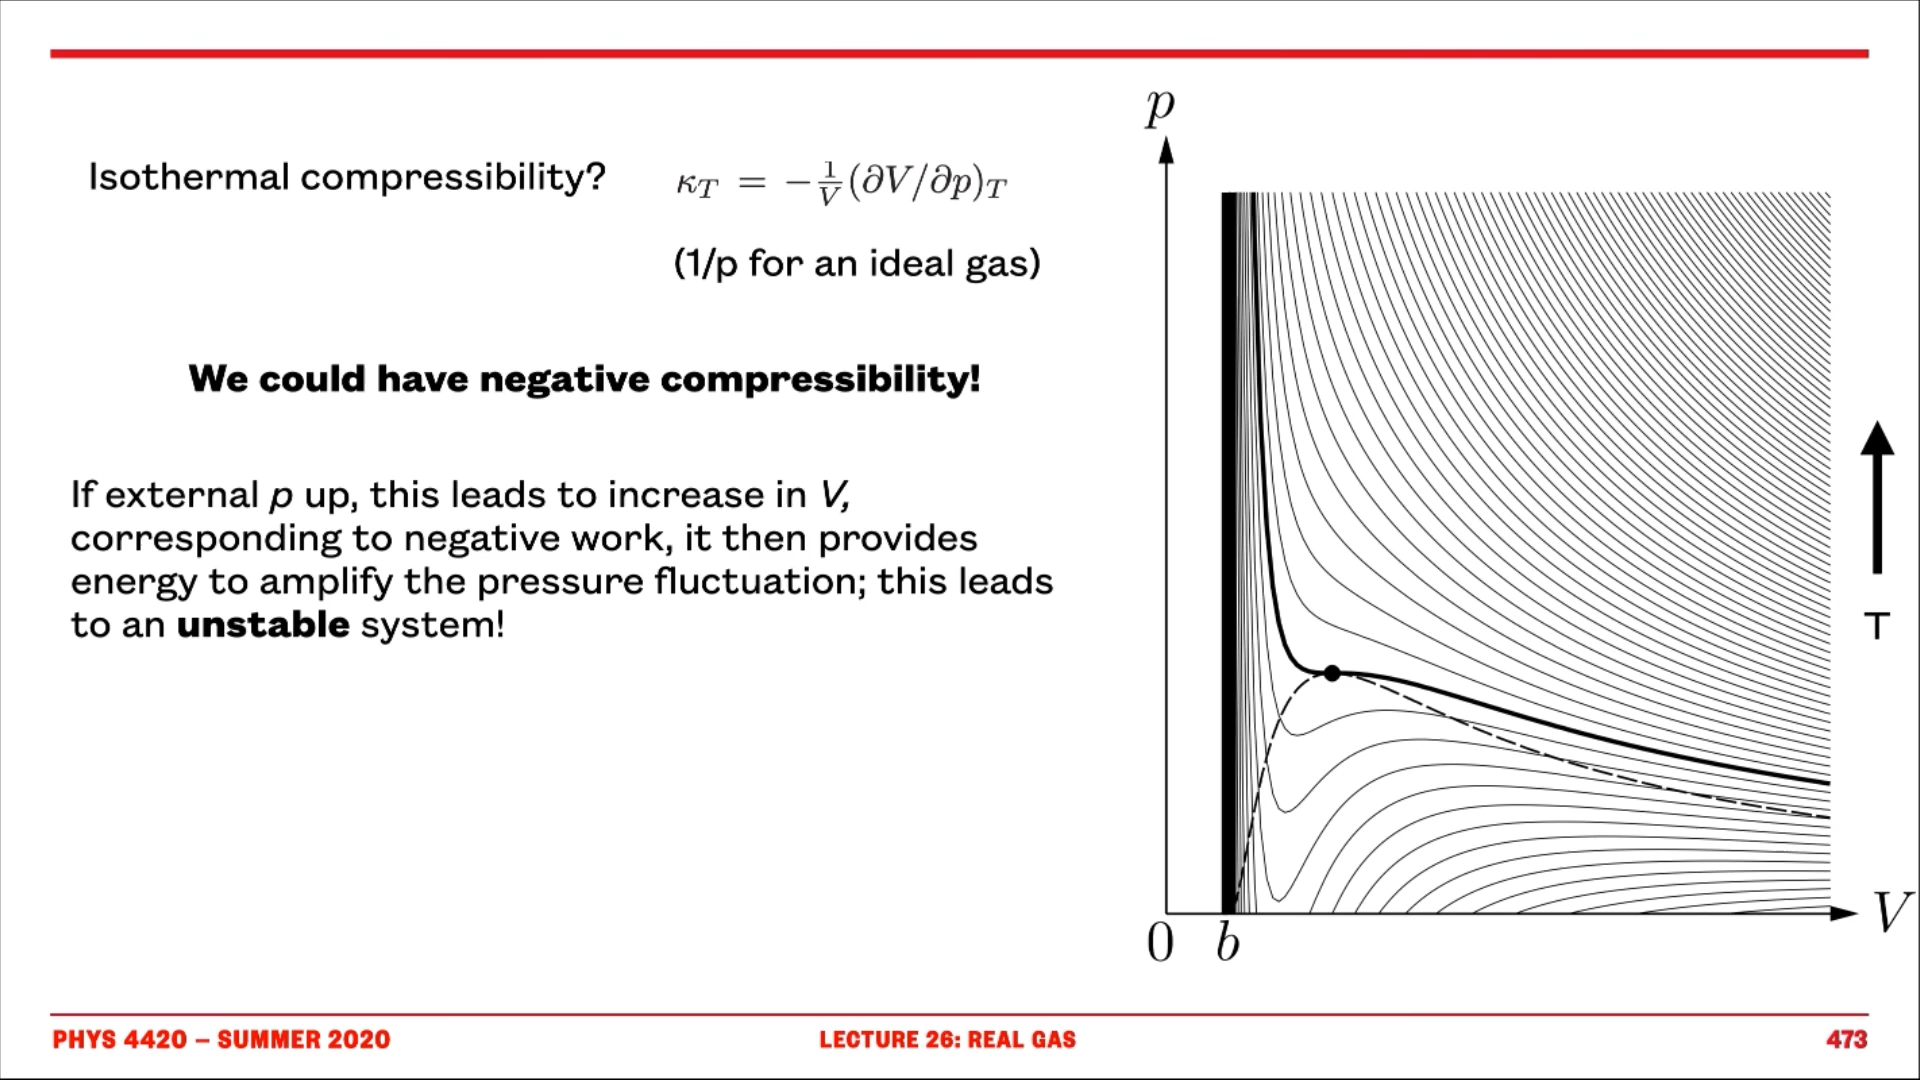 Isothermal compressibility? κ_T = −1/V(∂V/∂p)_T
(1/p for an ideal gas)
We could have negative compressibility!
If external p up, this leads to increase in V,
corresponding to negative work, it then provides
energy to amplify the pressure fluctuation; this leads
to an unstable system!
p
T
V
0 b
PHYS 4420 – SUMMER 2020 LECTURE 26: REAL GAS 473